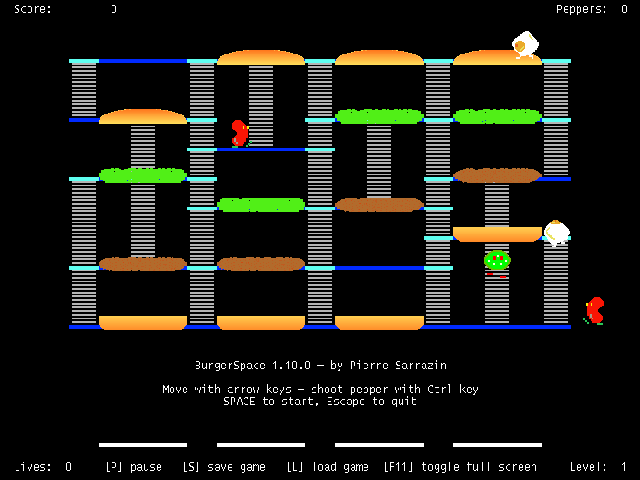 Score: 0 Peppers: 0
BurgerSpace 1.10.0 – by Pierre Sarrazin
Move with arrow keys – shoot pepper with Ctrl key
SPACE to start, Escape to quit
Lives: 0 [P] pause [S] save game [L] load game [F11] toggle full screen Level: 1